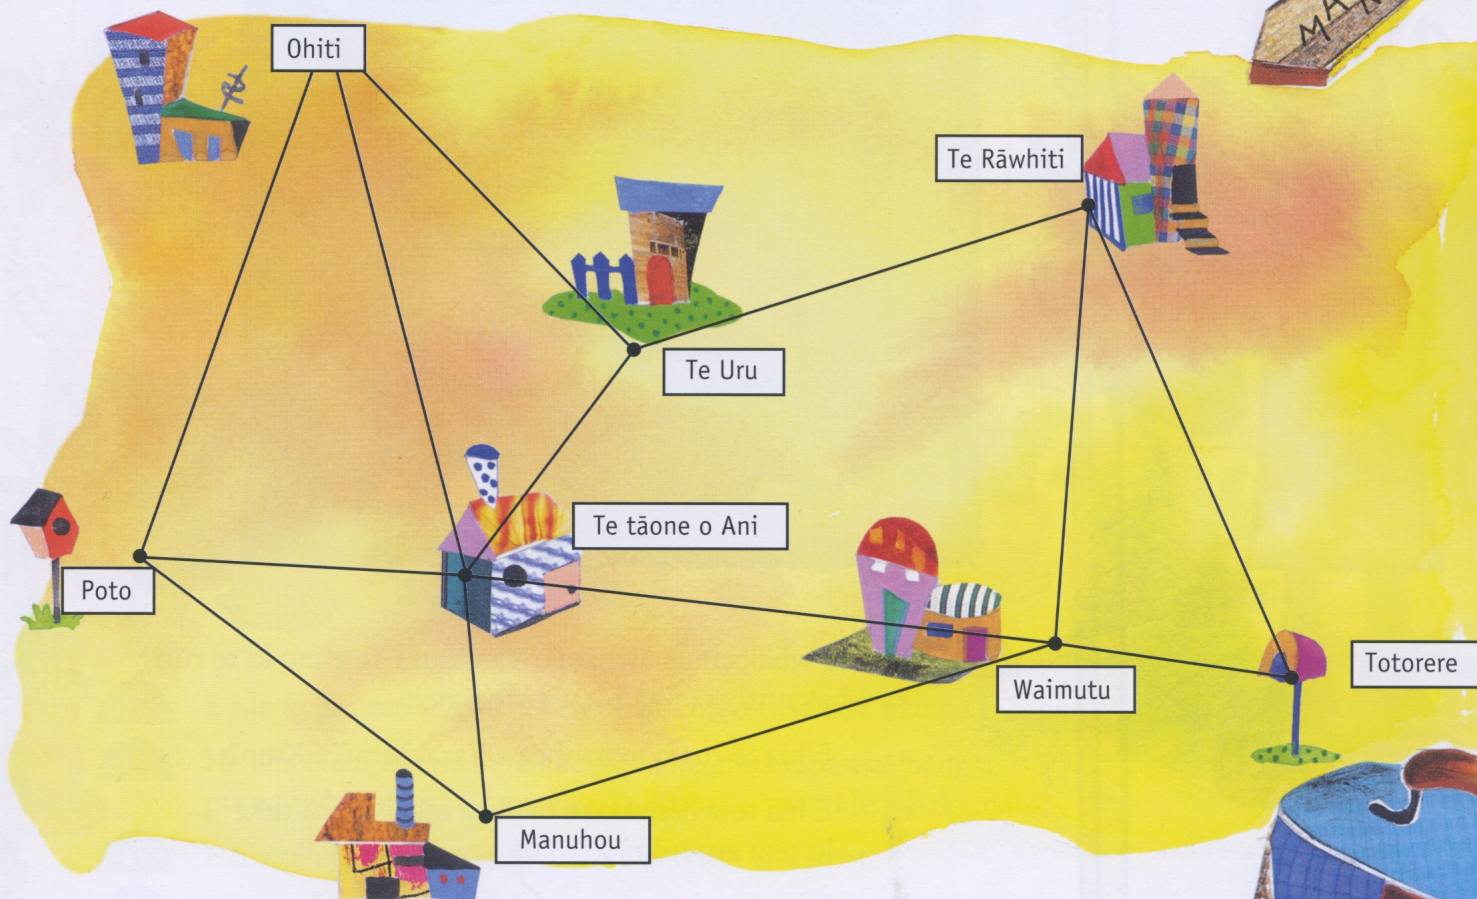 Ohiti
Te Rāwhiti
Te Uru
Te tāone o Ani
Poto
Waimutu
Totorere
Manuhou